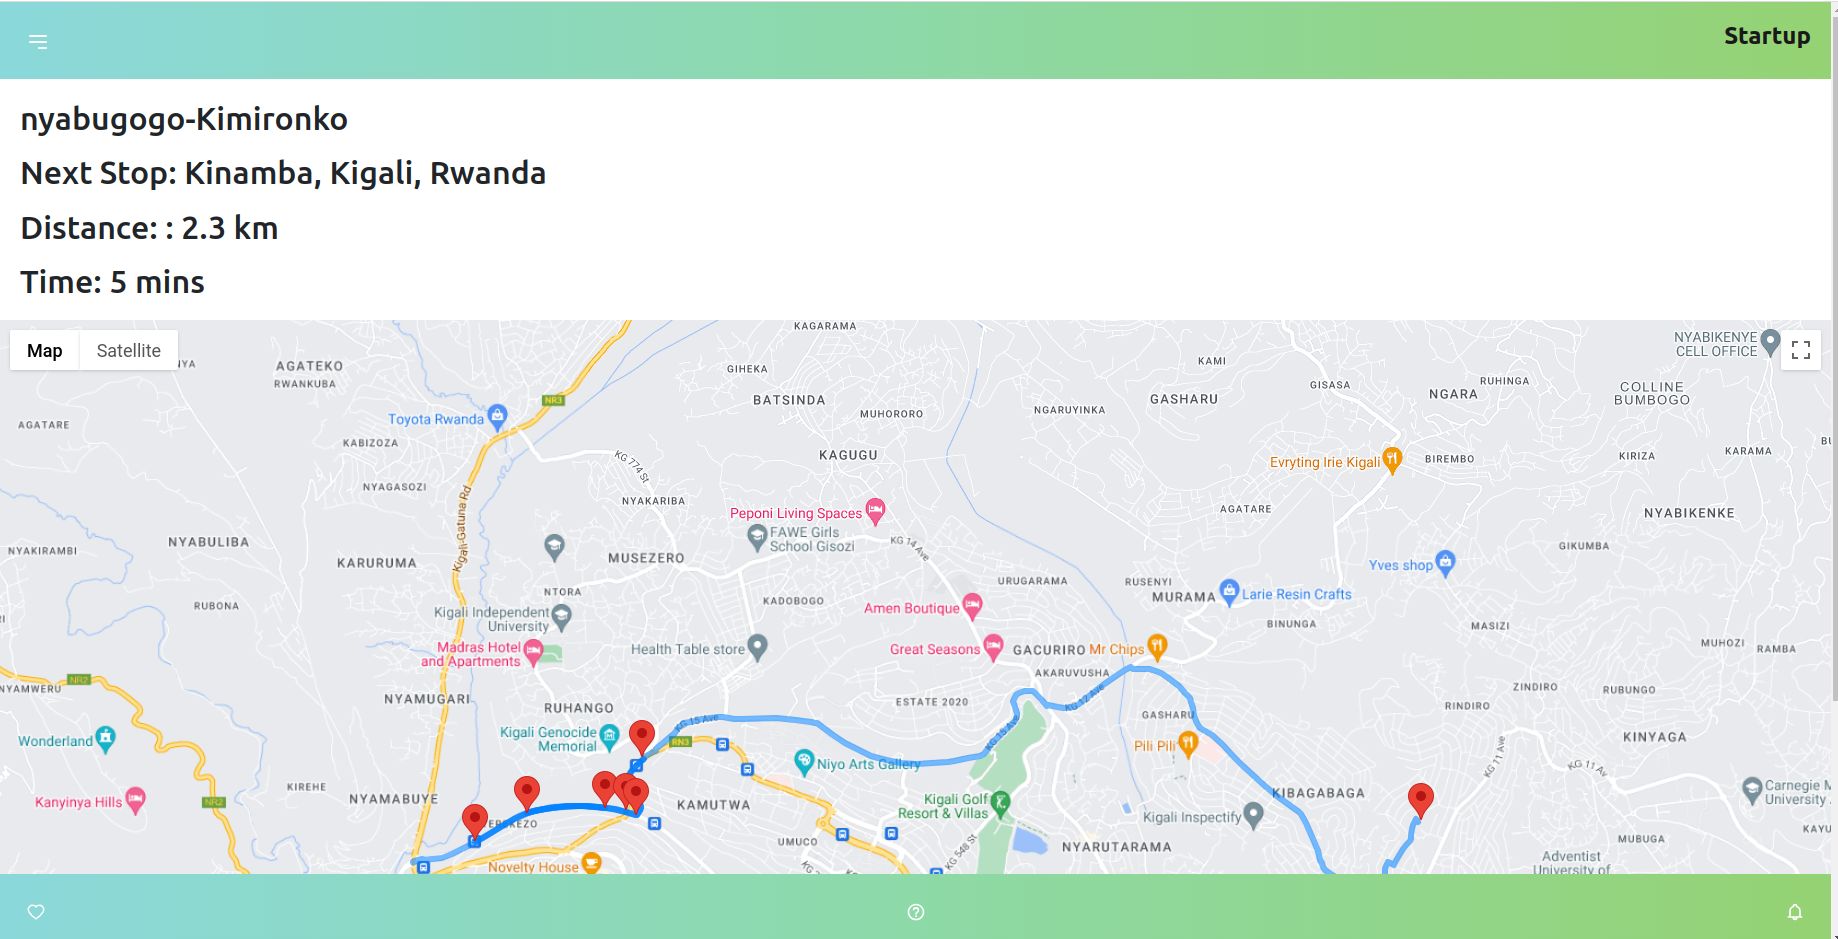 Startup
nyabugogo-Kimironko
Next Stop: Kinamba, Kigali, Rwanda
Distance: : 2.3 km
Time: 5 mins
Map
Satellite
KAGARAMA
NYABIKENYE
CELL OFFICE
YA
AGATEKO
RWANKUBA
GIHEKA
KAMI
GISASA
RUHINGA
NGARA
COLLINE
BUMBOGO
NR3
BATSINDA
MUHORORO
NGARUYINKA
GASHARU
Toyota Rwanda
AGATARE
KABIZOZA
KG 774 St
KAGUGU
Evryting Irie Kigali
BIREMBO
KIRIZA
KARAMA
BU
NYAGASOZI
Kigali-Gatuna Rd
NYAKARIBA
Peponi Living Spaces
AGATARE
NYABIKENKE
FAWE Girls
School Gisozi
KG 14 Ave
NYAKIRAMBI
NYABULIBA
KARURUMA
MUSEZERO
GIKUMBA
Yves shop
URUGARAMA
RUSENYI
MURAMA
Larie Resin Crafts
NTORA
KADOBOGO
RUBONA
Kigali Independent
University
Amen Boutique
BINUNGA
MASIZI
Madras Hotel
and Apartments
Health Table store
Great Seasons
GACURIRO
Mr Chips
MUHOZI
RAMBA
AKARUVUSHA
NR2
NYAMWERU
NYAMUGARI
RUHANGO
ESTATE 2020
KG 12 Ave
ZINDIRO
RUBUNGO
RINDIRO
GASHARU
KG 15 Ave
KG 15 Ave
Kigali Genocide
Memorial
RN3
Wonderland
Pili Pili
KINYAGA
KG 11 Ave
Niyo Arts Gallery
KG 11 Av
KIREHE
NYAMABUYE
KAMUTWA
KIBAGABAGA
Carnegie M
University
Kanyinya Hills
NR2
Kigali Golf
Resort & Villas
Kigali Inspectify
KAYU
UMUCO
KG 548 St
NYARUTARAMA
MUBUGA
Novelty House
Adventist
University of